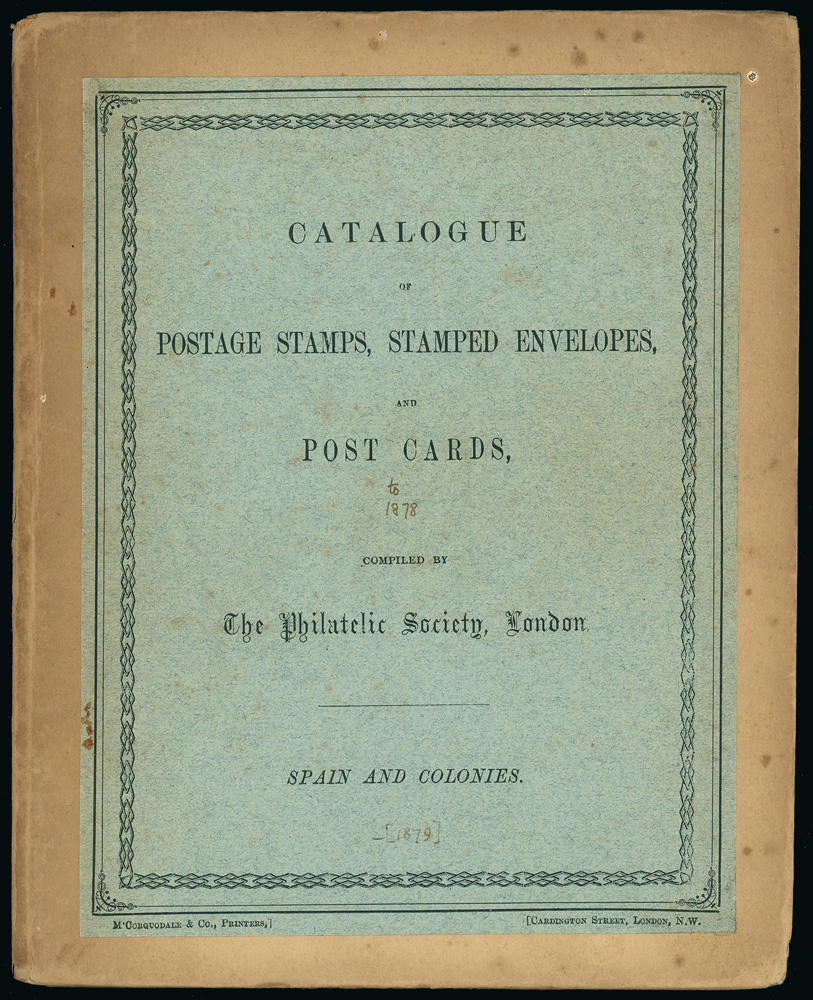 CATALOGUE
OF
POSTAGE STAMPS, STAMPED ENVELOPES,
AND
POST CARDS,
to
1878
COMPILED BY
The Philatelic Society, London.
SPAIN AND COLONIES.
—[1879]
M'CORQUODALE & CO., PRINTERS,] [CARDINGTON STREET, LONDON, N.W.